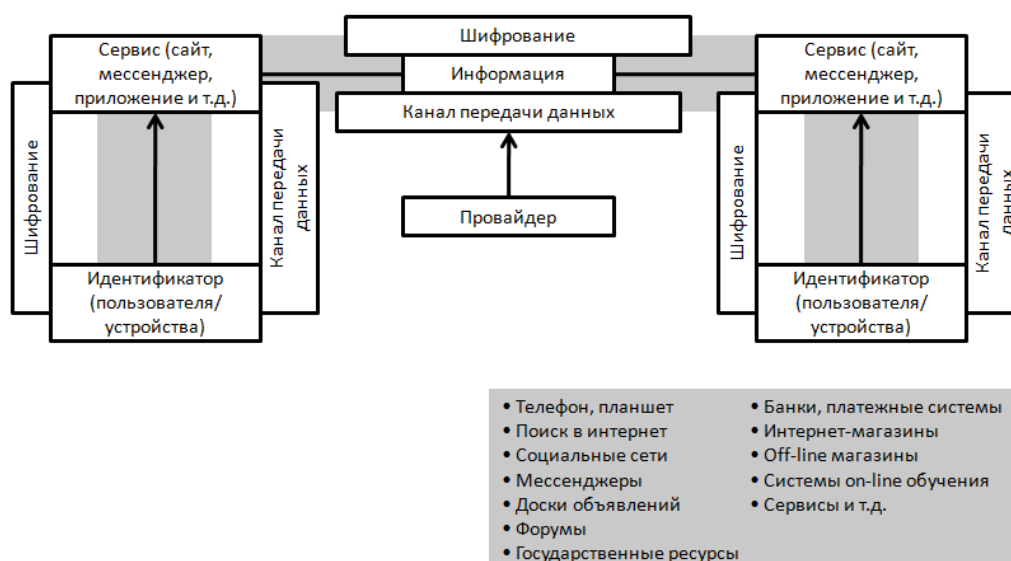 Шифрование
Информация
Канал передачи данных
Провайдер
Сервис (сайт,
мессенджер,
приложение и т.д.)
Шифрование
Канал передачи
данных
Идентификатор
(пользователя/
устройства)
Сервис (сайт,
мессенджер,
приложение и т.д.)
Шифрование
Канал передачи
данных
Идентификатор
(пользователя/
устройства)
• Телефон, планшет
• Поиск в интернет
• Социальные сети
• Мессенджеры
• Доски объявлений
• Форумы
• Государственные ресурсы
• Банки, платежные системы
• Интернет-магазины
• Off-line магазины
• Системы on-line обучения
• Сервисы и т.д.